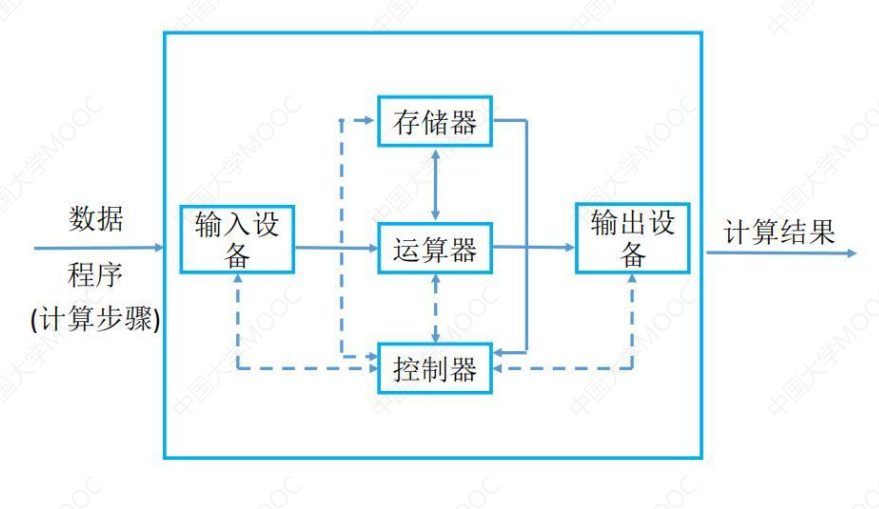 存储器
数据
输入设
备
运算器
输出设
备
计算结果
程序
(计算步骤)
控制器
中国大学MOOC